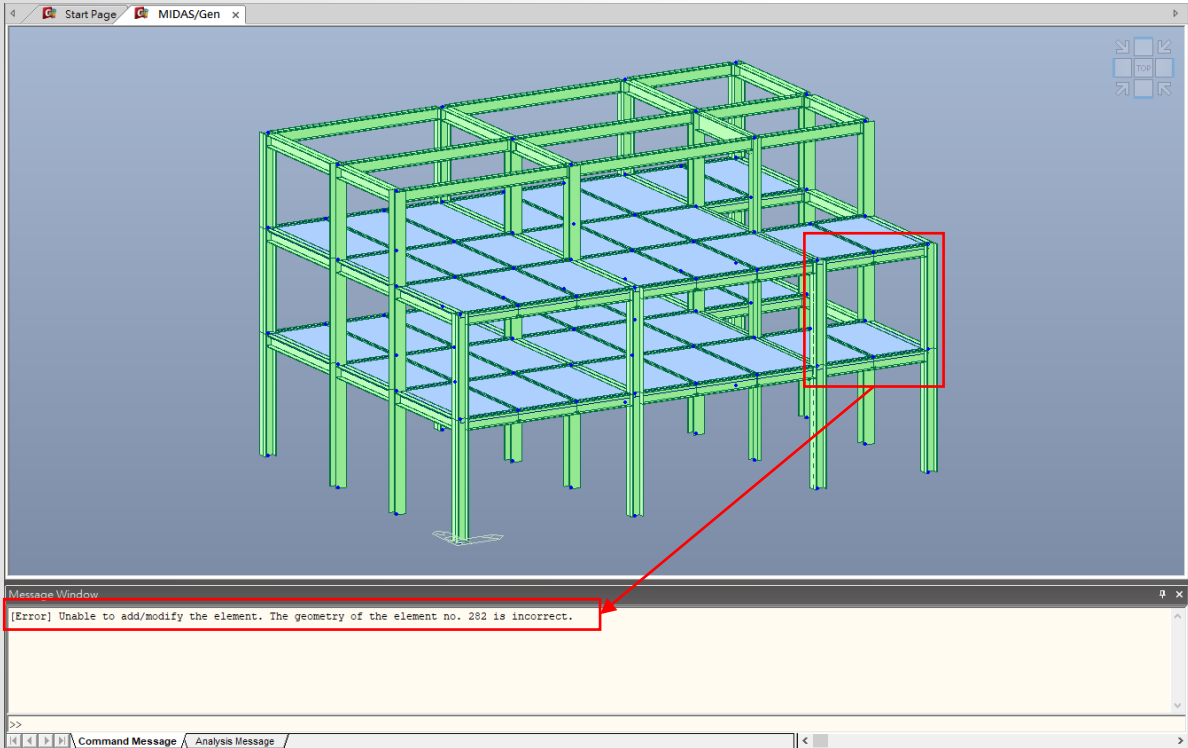 Start Page
MIDAS/Gen
TOP
Message Window
[Error] Unable to add/modify the element. The geometry of the element no. 282 is incorrect.
>>
Command Message
Analysis Message